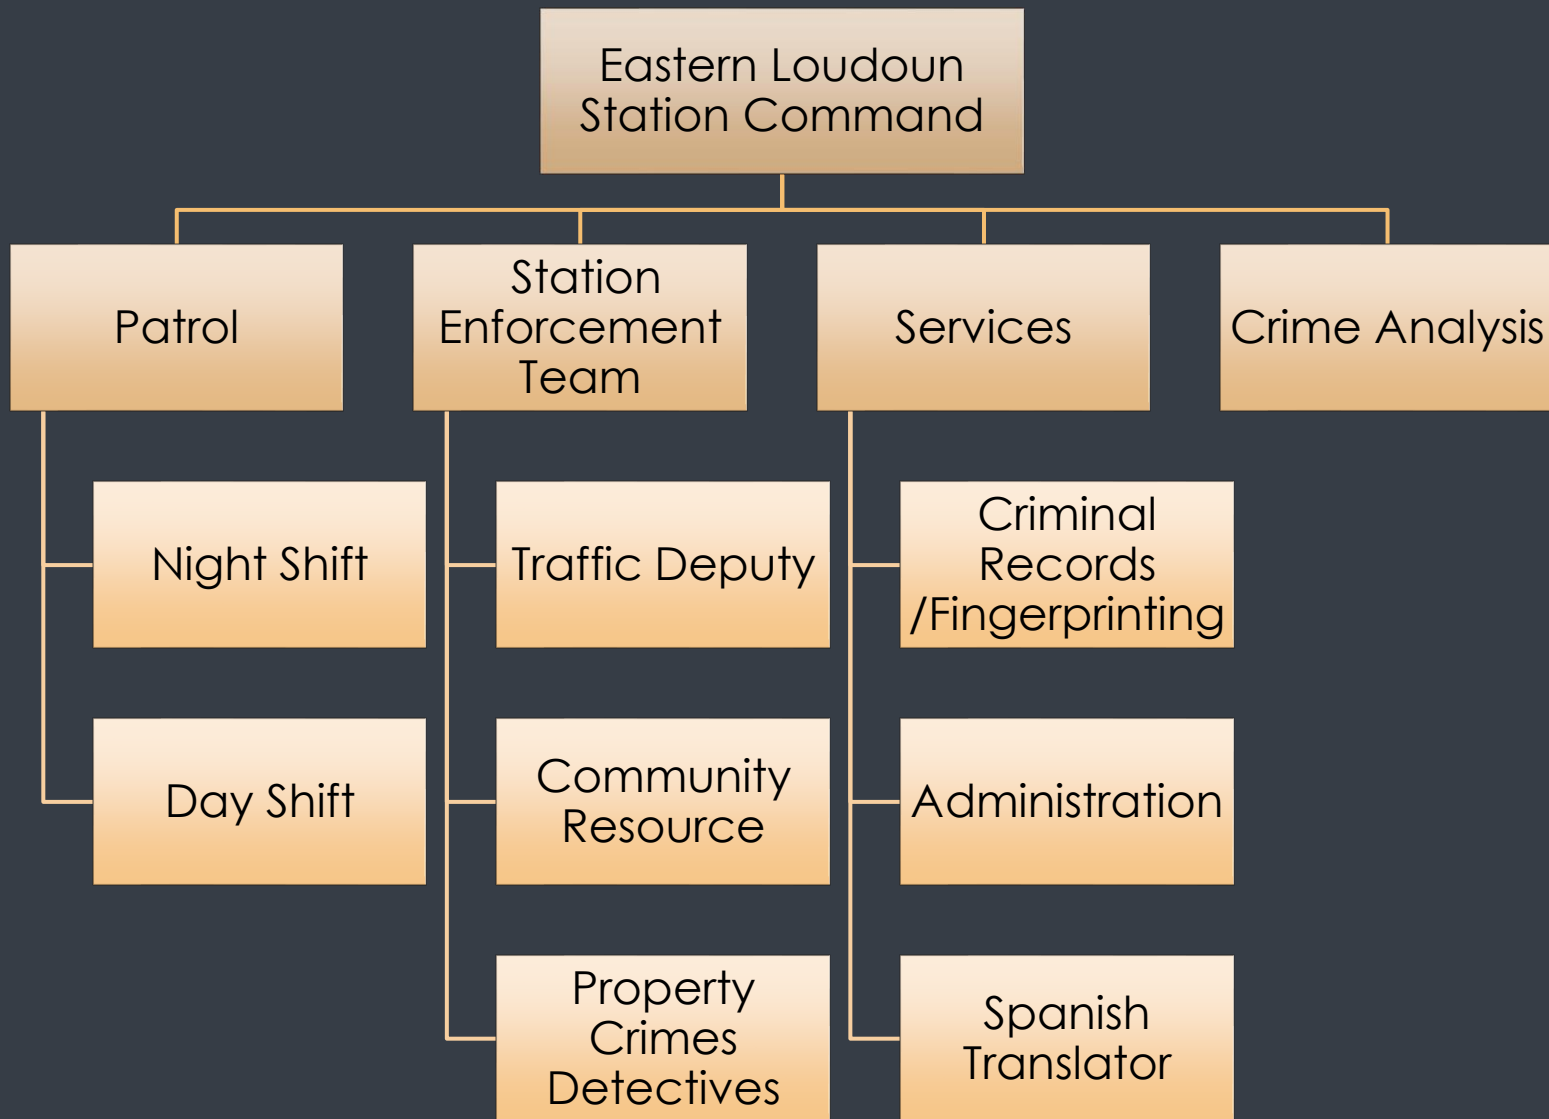 Eastern Loudoun
Station Command
Patrol
Station
Enforcement
Team
Services
Crime Analysis
Night Shift
Traffic Deputy
Criminal
Records
/Fingerprinting
Day Shift
Community
Resource
Administration
Property
Crimes
Detectives
Spanish
Translator